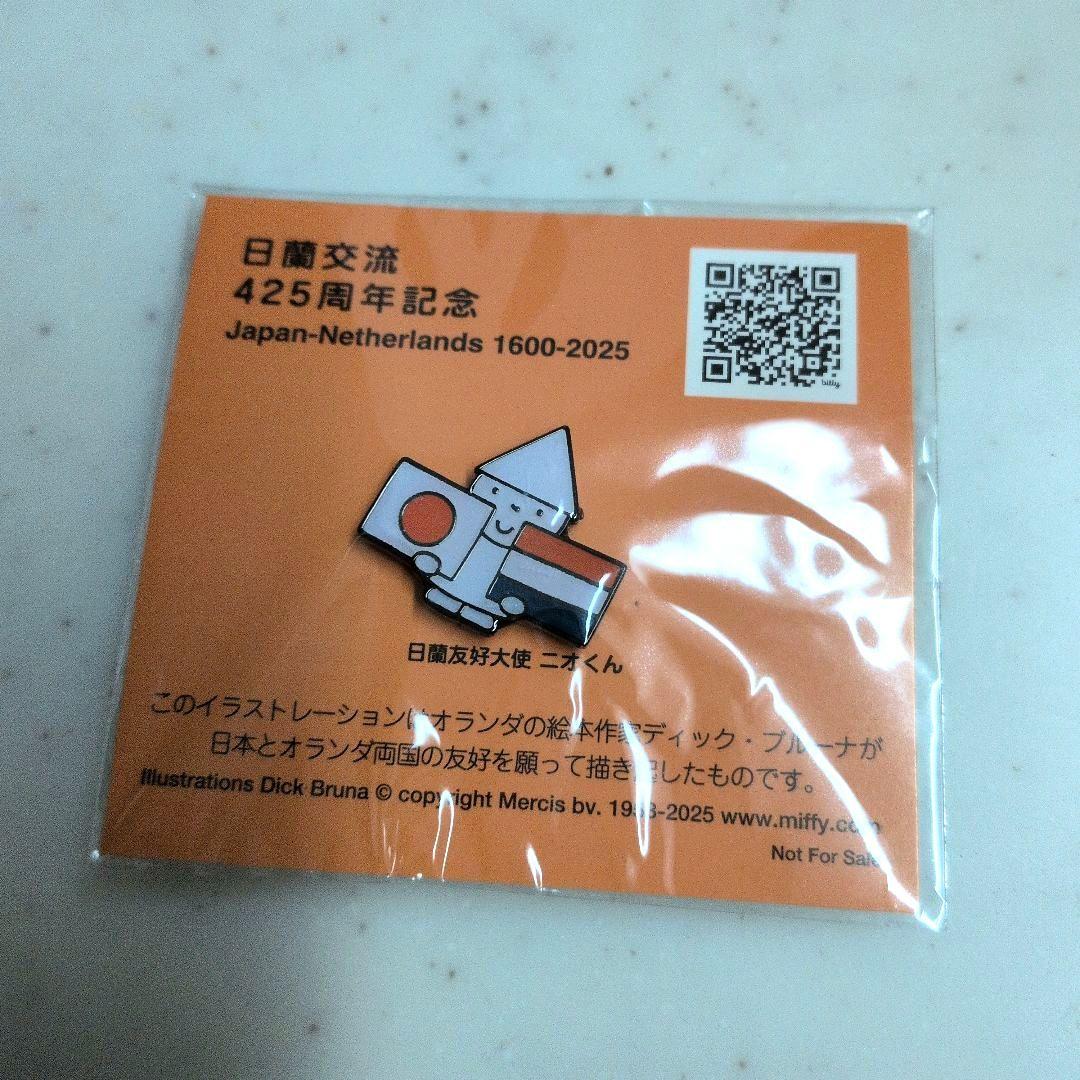 日蘭交流
425周年記念
Japan-Netherlands 1600-2025
billy
日蘭友好大使 ニオくん
このイラストレーションはオランダの絵本作家ディック・ブルーナが
日本とオランダ両国の友好を願って描き起したものです。
Illustrations Dick Bruna © copyright Mercis bv. 1953-2025 www.miffy.com
Not For Sale